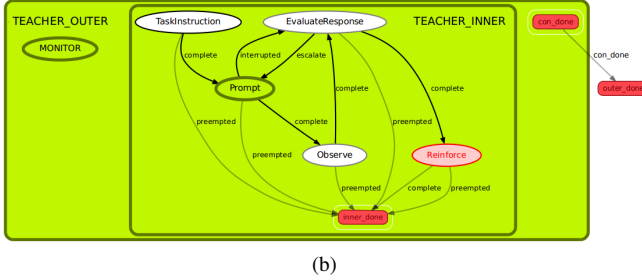 TEACHER_OUTER
TaskInstruction
EvaluateResponse
TEACHER_INNER
con_done
MONITOR
complete
interrupted
escalate
con_done
Prompt
complete
complete
outer_done
preempted
complete
preempted
preempted
Observe
Reinforce
preempted
complete
preempted
inner_done
(b)